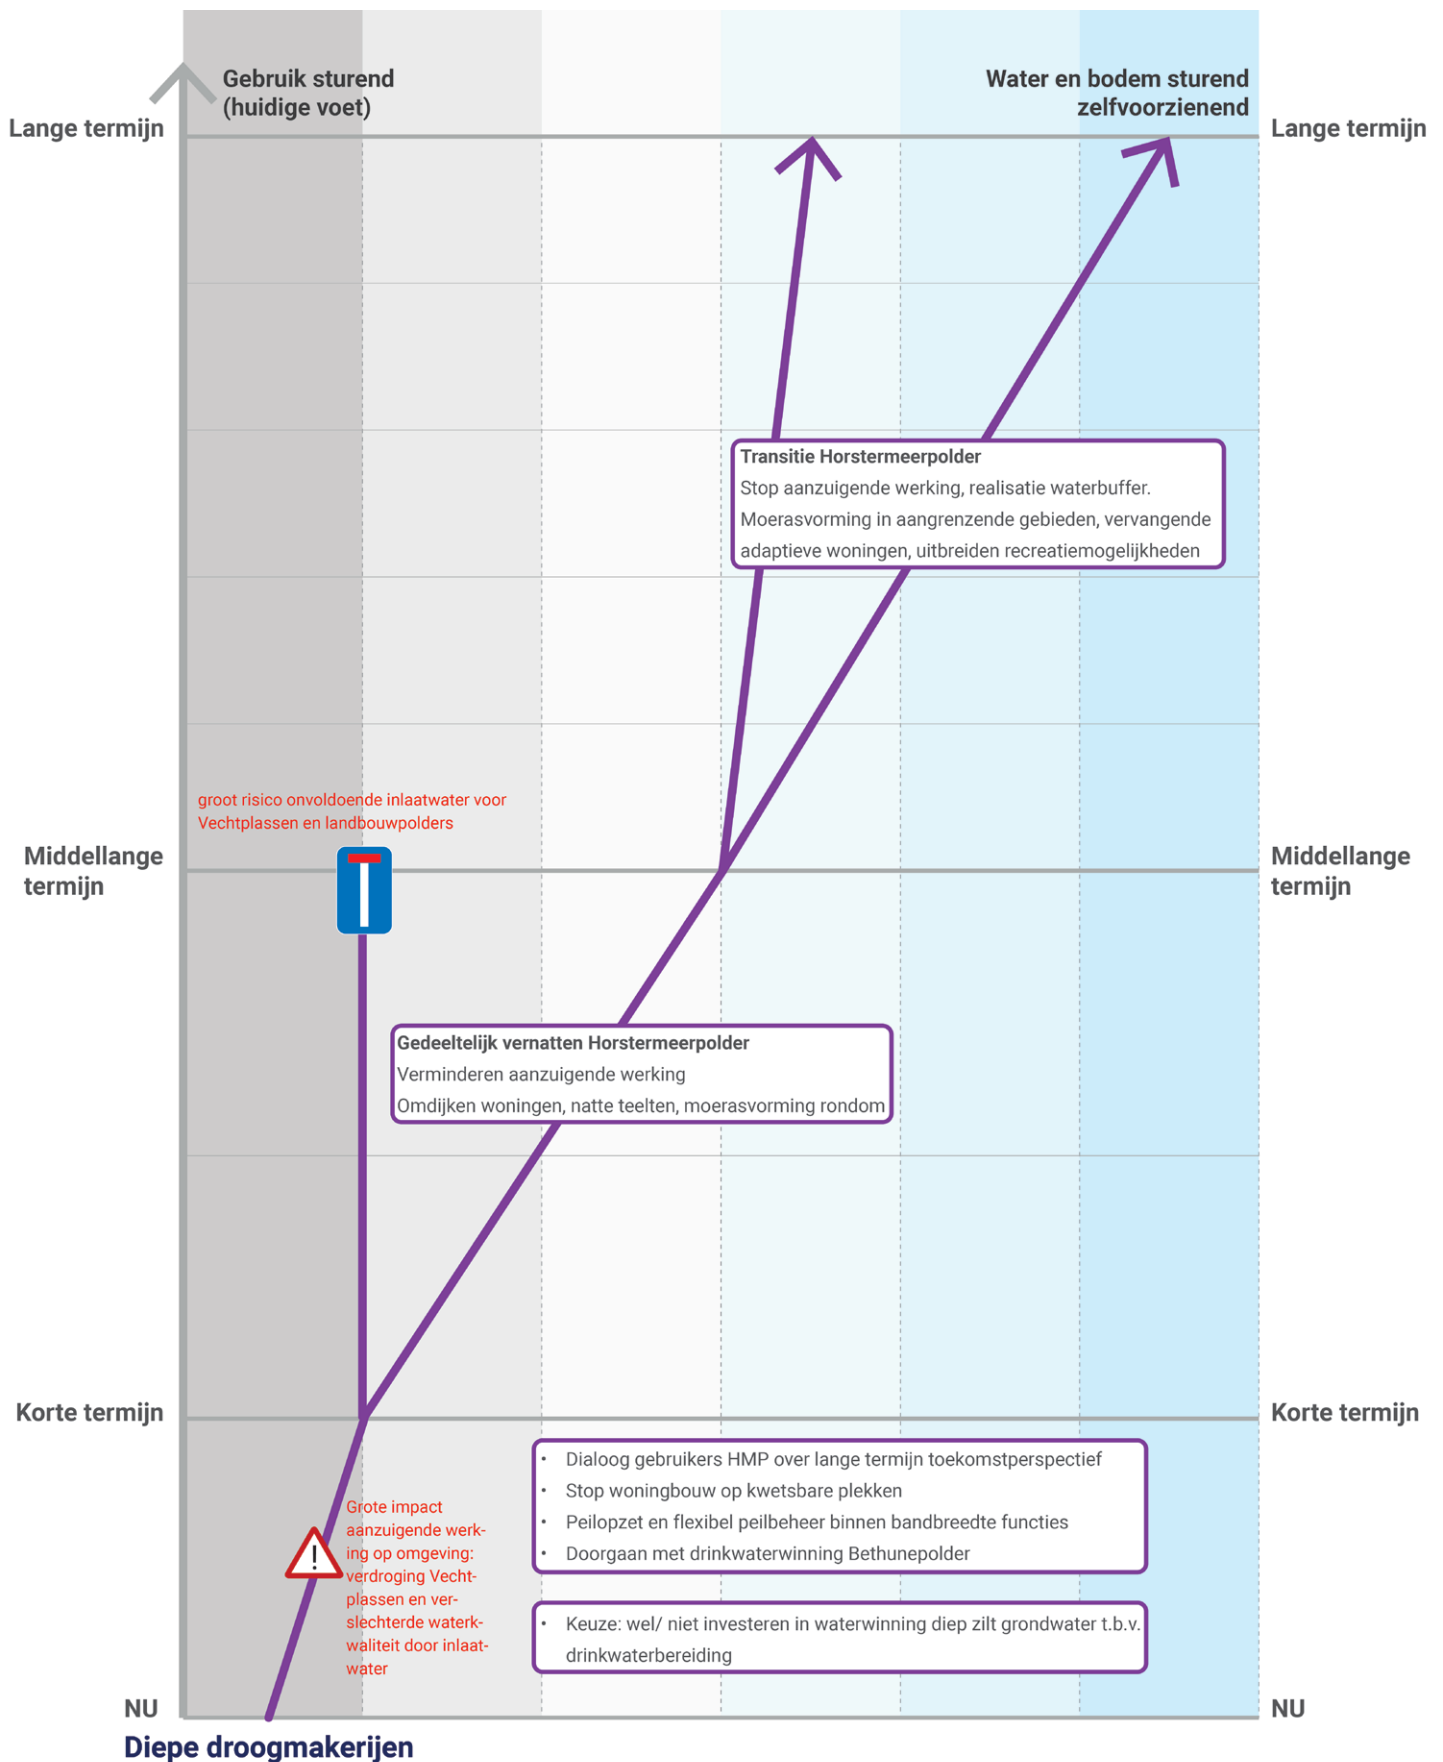 Gebruik sturend
(huidige voet)
Water en bodem sturend
zelfvoorzienend
Lange termijn
Lange termijn
Transitie Horstermeerpolder
Stop aanzuigende werking, realisatie waterbuffer.
Moerasvorming in aangrenzende gebieden, vervangende
adaptieve woningen, uitbreiden recreatiemogelijkheden
groot risico onvoldoende inlaatwater voor
Vechtplassen en landbouwpolders
Middellange
termijn
Middellange
termijn
Gedeeltelijk vernatten Horstermeerpolder
Verminderen aanzuigende werking
Omdijken woningen, natte teelten, moerasvorming rondom
Korte termijn
Korte termijn
• Dialoog gebruikers HMP over lange termijn toekomstperspectief
• Stop woningbouw op kwetsbare plekken
• Peilopzet en flexibel peilbeheer binnen bandbreedte functies
• Doorgaan met drinkwaterwinning Bethunepolder
Grote impact
aanzuigende werk-
ing op omgeving:
verdroging Vecht-
plassen en ver-
slechterde waterk-
waliteit door inlaat-
water
!
• Keuze: wel/ niet investeren in waterwinning diep zilt grondwater t.b.v.
drinkwaterbereiding
NU
NU
Diepe droogmakerijen